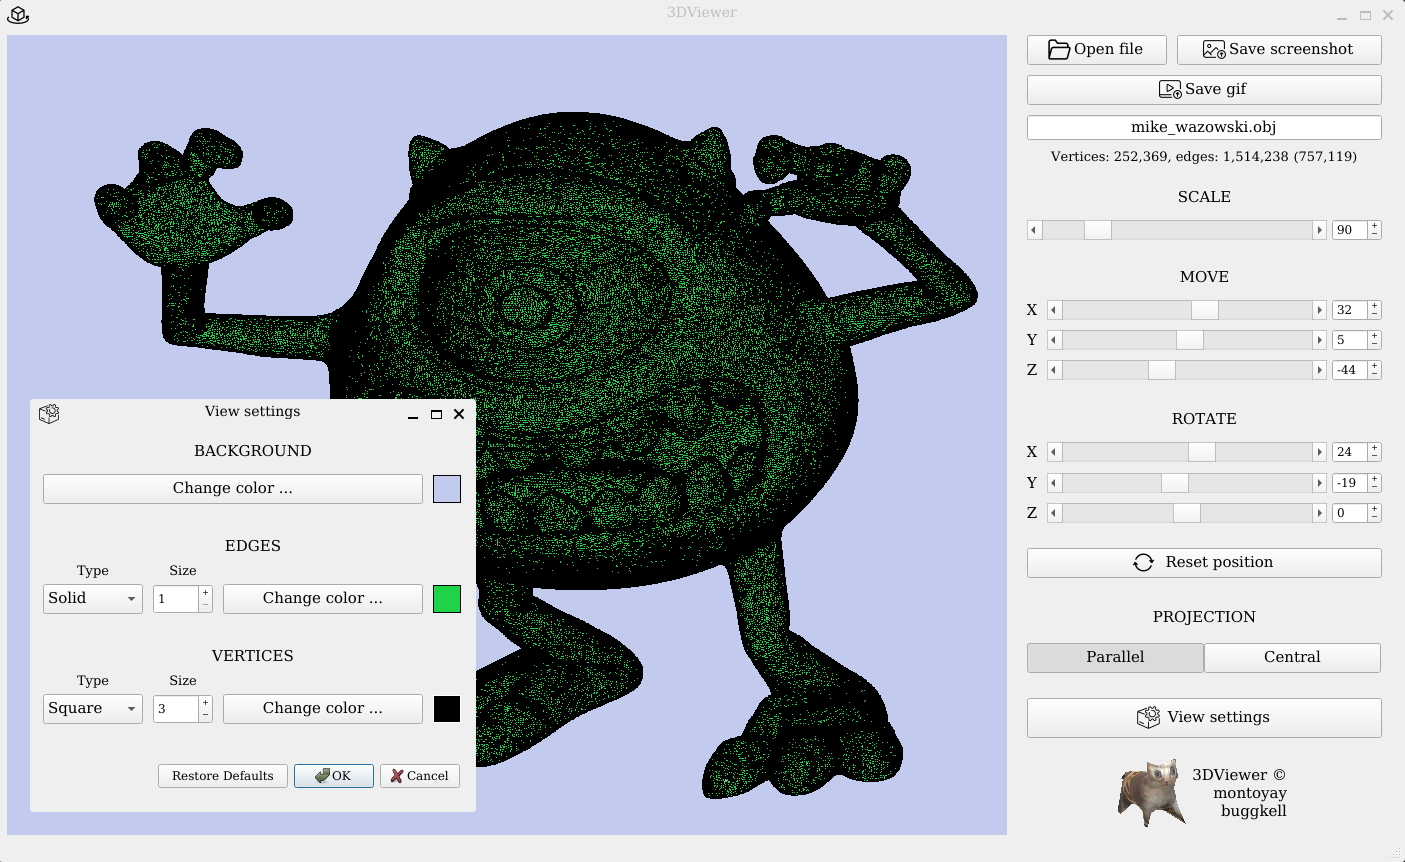 3DViewer
Open file
Save screenshot
Save gif
mike_wazowski.obj
Vertices: 252,369, edges: 1,514,238 (757,119)
SCALE
90
MOVE
X 32
Y 5
Z -44
ROTATE
X 24
Y -19
Z 0
Reset position
PROJECTION
Parallel Central
View settings
3DViewer ©
montoyay
buggkell
View settings
BACKGROUND
Change color ...
EDGES
Type Size
Solid 1 Change color ...
VERTICES
Type Size
Square 3 Change color ...
Restore Defaults OK Cancel